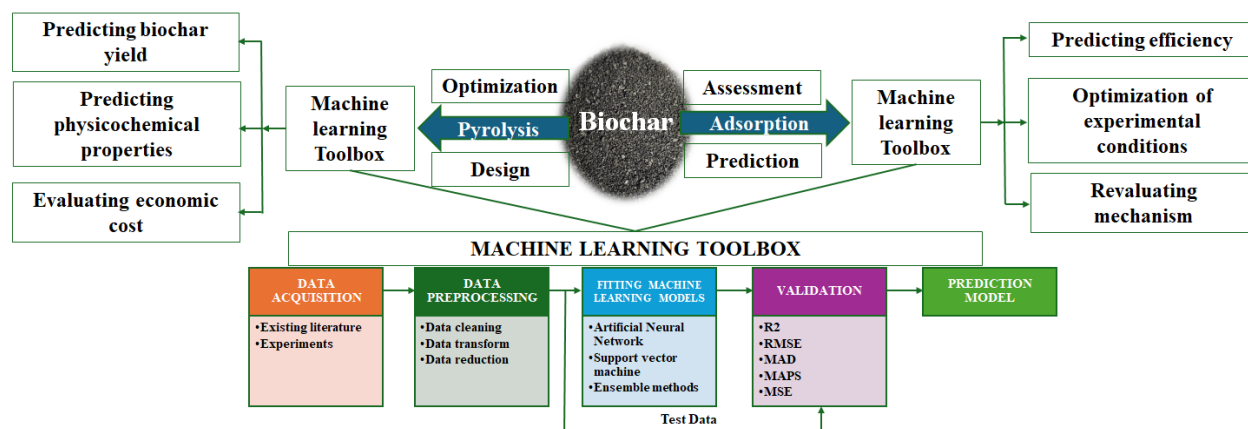 Predicting biochar
yield
Predicting
physicochemical
properties
Evaluating economic
cost
Machine
learning
Toolbox
Optimization
Pyrolysis
Design
Biochar
Assessment
Adsorption
Prediction
Machine
learning
Toolbox
Predicting efficiency
Optimization of
experimental
conditions
Revaluating
mechanism
MACHINE LEARNING TOOLBOX
DATA
ACQUISITION
•Existing literature
•Experiments
DATA
PREPROCESSING
•Data cleaning
•Data transform
•Data reduction
FITTING MACHINE
LEARNING MODELS
•Artificial Neural
Network
•Support vector
machine
•Ensemble methods
VALIDATION
•R2
•RMSE
•MAD
•MAPS
•MSE
PREDICTION
MODEL
Test Data